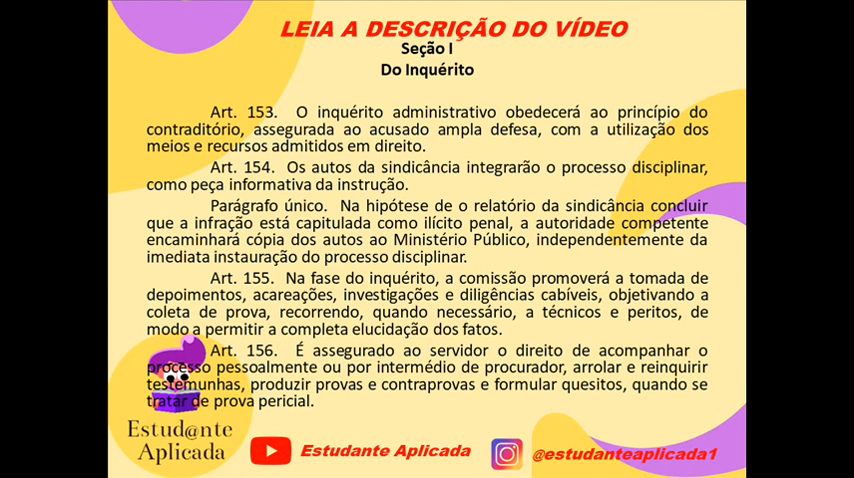 LEIA A DESCRIÇÃO DO VÍDEO
Seção I
Do Inquérito
Art. 153. O inquérito administrativo obedecerá ao princípio do
contraditório, assegurada ao acusado ampla defesa, com a utilização dos
meios e recursos admitidos em direito.
Art. 154. Os autos da sindicância integrarão o processo disciplinar,
como peça informativa da instrução.
Parágrafo único. Na hipótese de o relatório da sindicância concluir
que a infração está capitulada como ilícito penal, a autoridade competente
encaminhará cópia dos autos ao Ministério Público, independentemente da
imediata instauração do processo disciplinar.
Art. 155. Na fase do inquérito, a comissão promoverá a tomada de
depoimentos, acareações, investigações e diligências cabíveis, objetivando a
coleta de prova, recorrendo, quando necessário, a técnicos e peritos, de
modo a permitir a completa elucidação dos fatos.
Art. 156. É assegurado ao servidor o direito de acompanhar o
processo pessoalmente ou por intermédio de procurador, arrolar e reinquirir
testemunhas, produzir provas e contraprovas e formular quesitos, quando se
tratar de prova pericial.
Estud@nte
Aplicada
Estudante Aplicada
@estudanteaplicada1